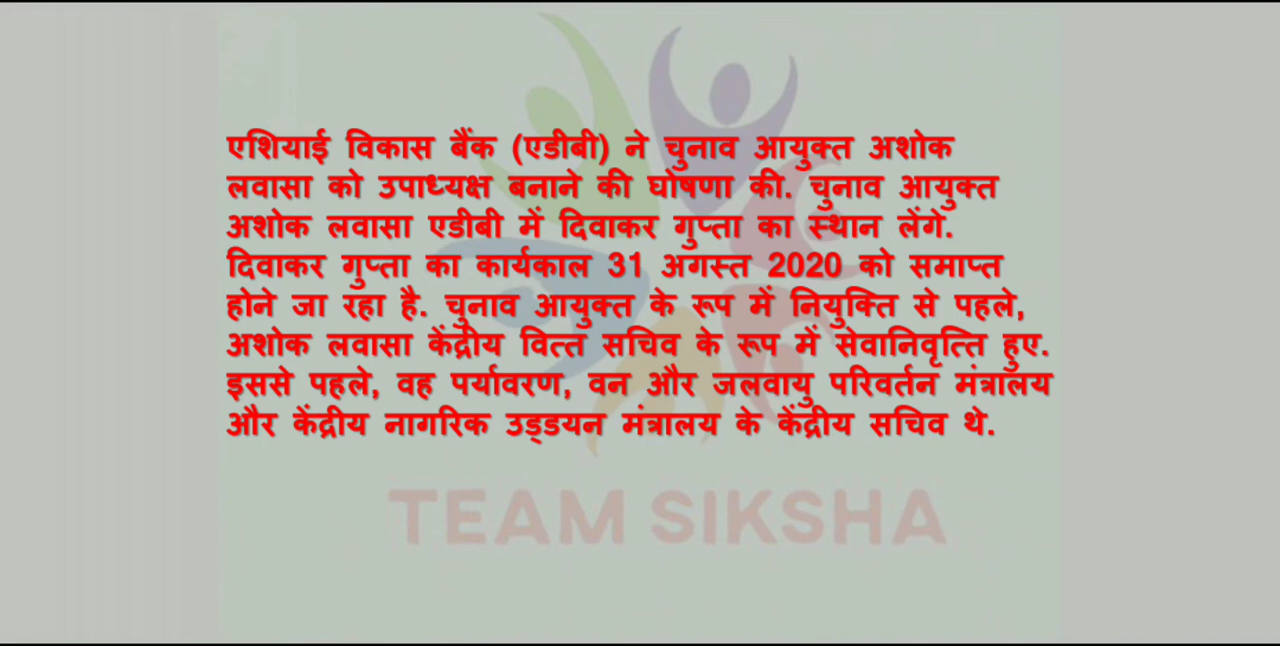 एशियाई विकास बैंक (एडीबी) ने चुनाव आयुक्त अशोक
लवासा को उपाध्यक्ष बनाने की घोषणा की. चुनाव आयुक्त
अशोक लवासा एडीबी में दिवाकर गुप्ता का स्थान लेंगे.
दिवाकर गुप्ता का कार्यकाल 31 अगस्त 2020 को समाप्त
होने जा रहा है. चुनाव आयुक्त के रूप में नियुक्ति से पहले,
अशोक लवासा केंद्रीय वित्त सचिव के रूप में सेवानिवृत्ति हुए.
इससे पहले, वह पर्यावरण, वन और जलवायु परिवर्तन मंत्रालय
और केंद्रीय नागरिक उड्डयन मंत्रालय के केंद्रीय सचिव थे.
TEAM SIKSHA